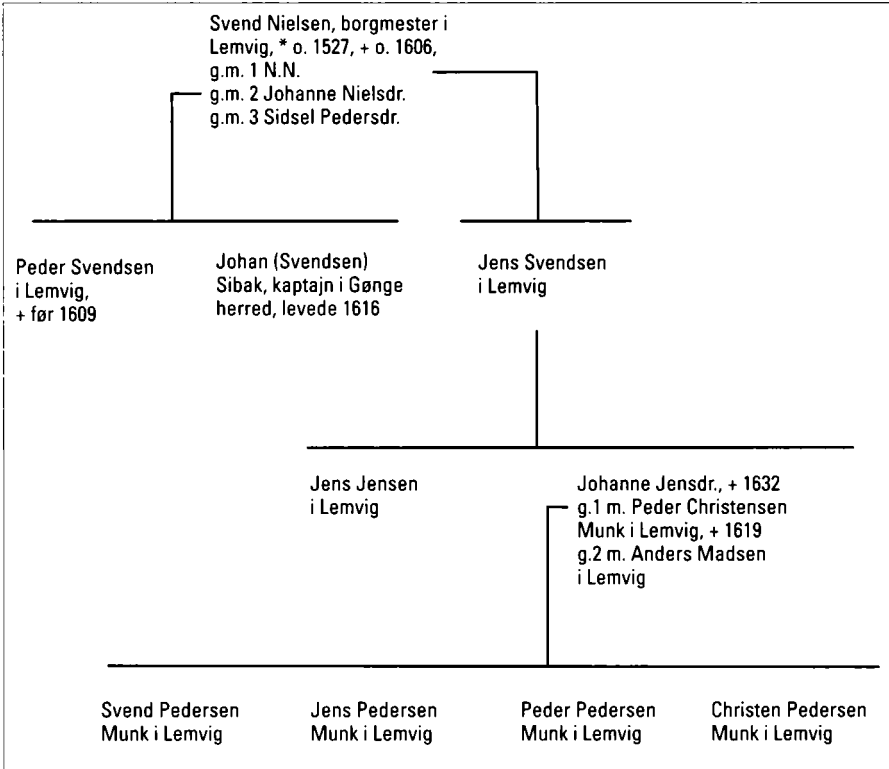 Svend Nielsen, borgmester i
Lemvig, * o. 1527, + o. 1606,
g.m. 1 N.N.
g.m. 2 Johanne Nielsdr.
g.m. 3 Sidsel Pedersdr.
Peder Svendsen
i Lemvig,
+ før 1609
Johan (Svendsen)
Sibak, kaptajn i Gønge
herred, levede 1616
Jens Svendsen
i Lemvig
Jens Jensen
i Lemvig
Johanne Jensdr., + 1632
g.1 m. Peder Christensen
Munk i Lemvig, + 1619
g.2 m. Anders Madsen
i Lemvig
Svend Pedersen
Munk i Lemvig
Jens Pedersen
Munk i Lemvig
Peder Pedersen
Munk i Lemvig
Christen Pedersen
Munk i Lemvig